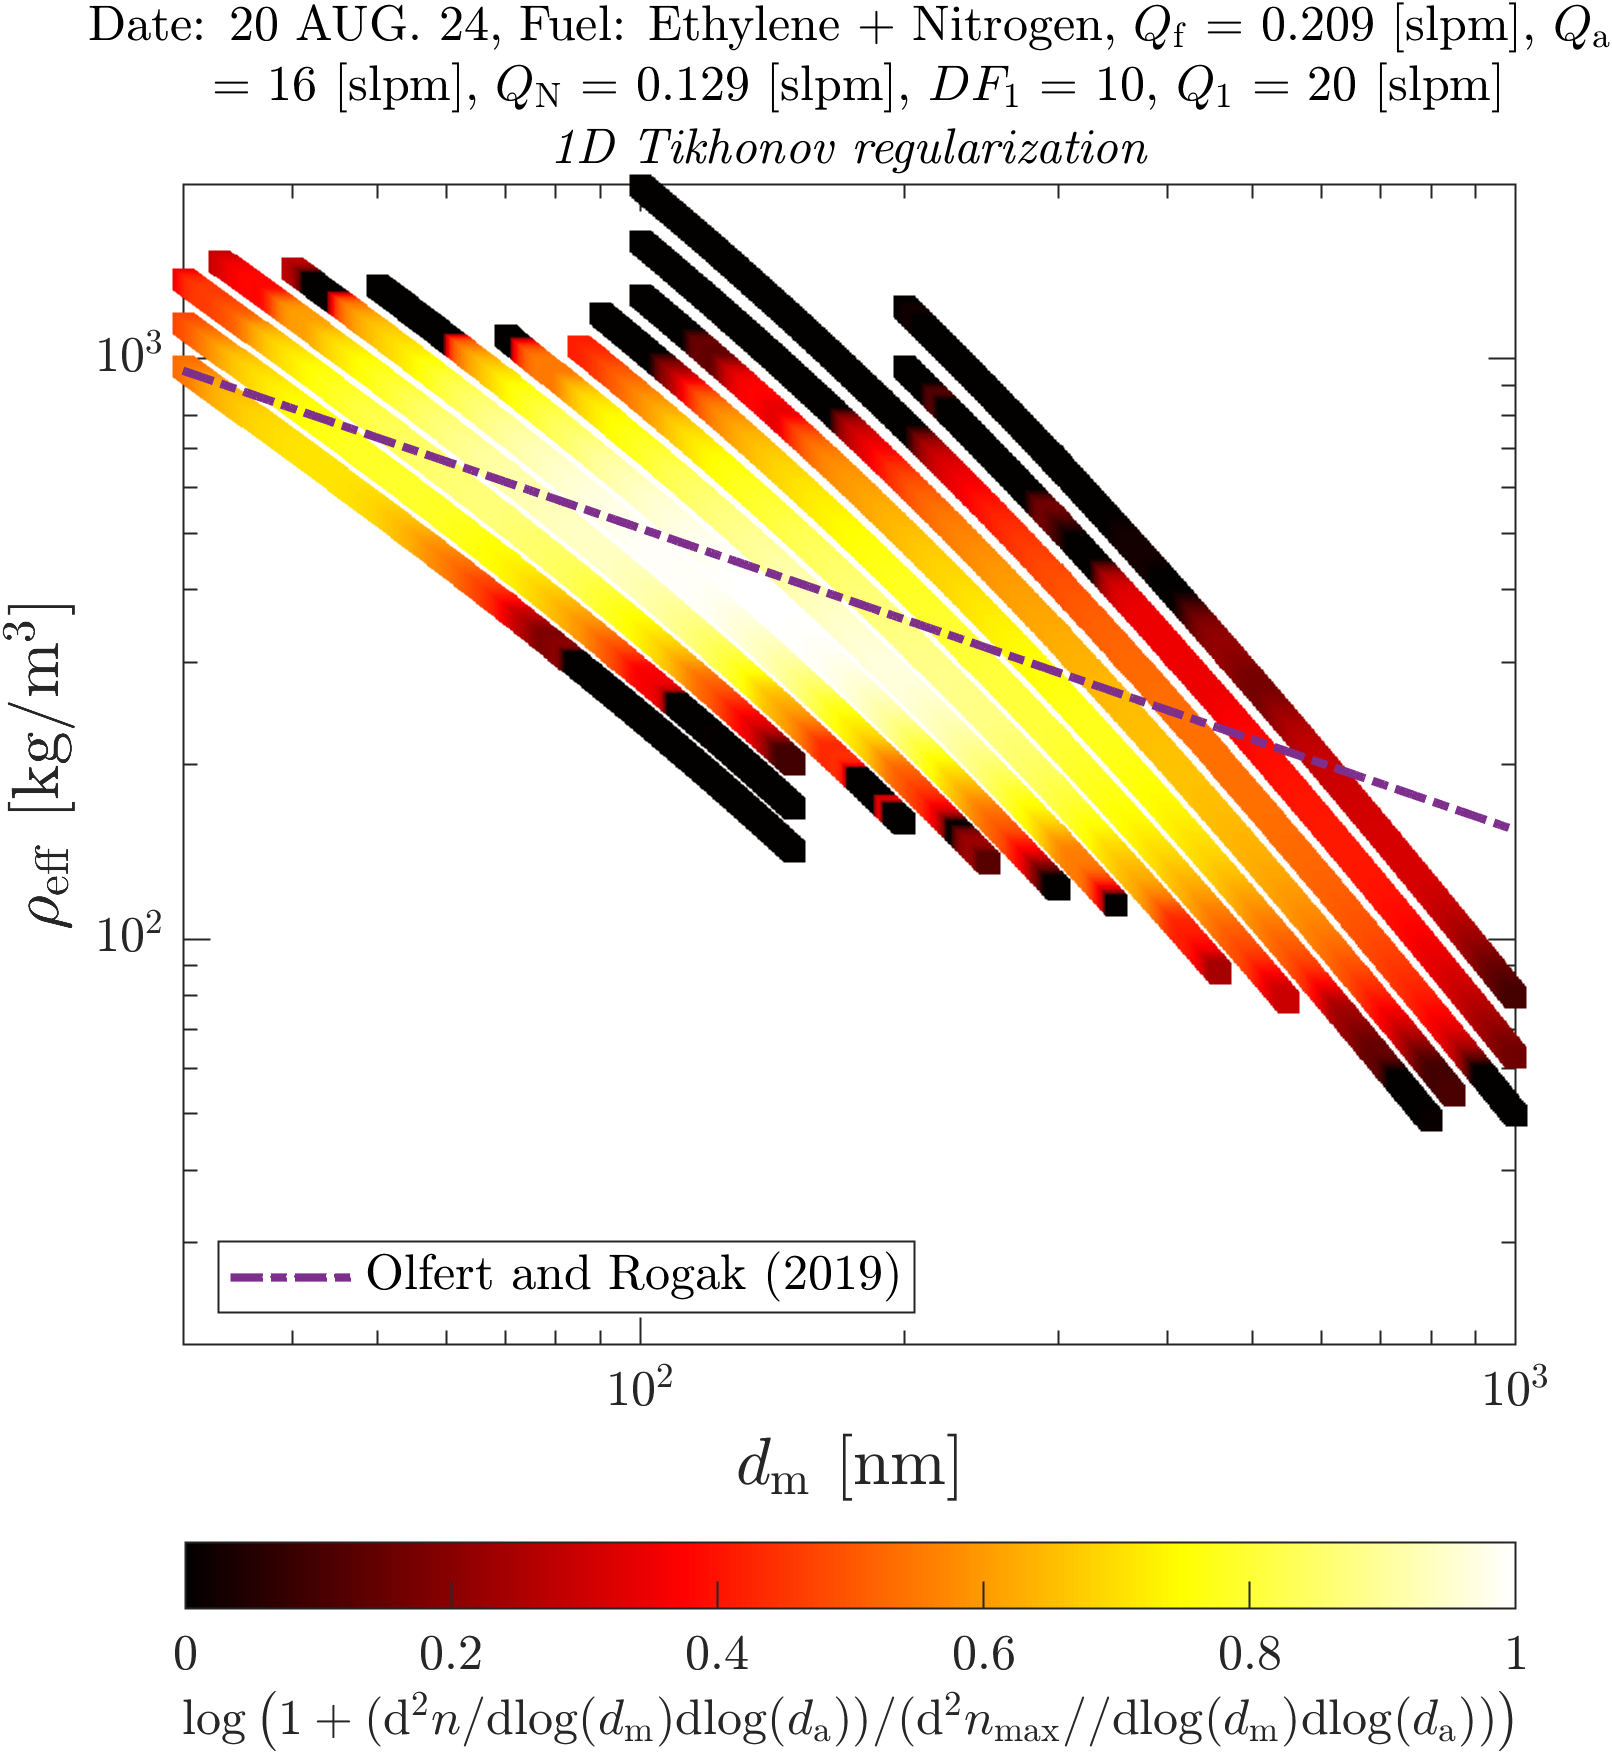 Date: 20 AUG. 24, Fuel: Ethylene + Nitrogen, Q_f = 0.209 [slpm], Q_a
= 16 [slpm], Q_N = 0.129 [slpm], DF_1 = 10, Q_1 = 20 [slpm]
1D Tikhonov regularization
10^3
10^2
ρ_eff [kg/m^3]
Olfert and Rogak (2019)
10^2 10^3
d_m [nm]
0 0.2 0.4 0.6 0.8 1
log(1 + (d^2n/dlog(d_m)dlog(d_a))/(d^2n_max//dlog(d_m)dlog(d_a)))